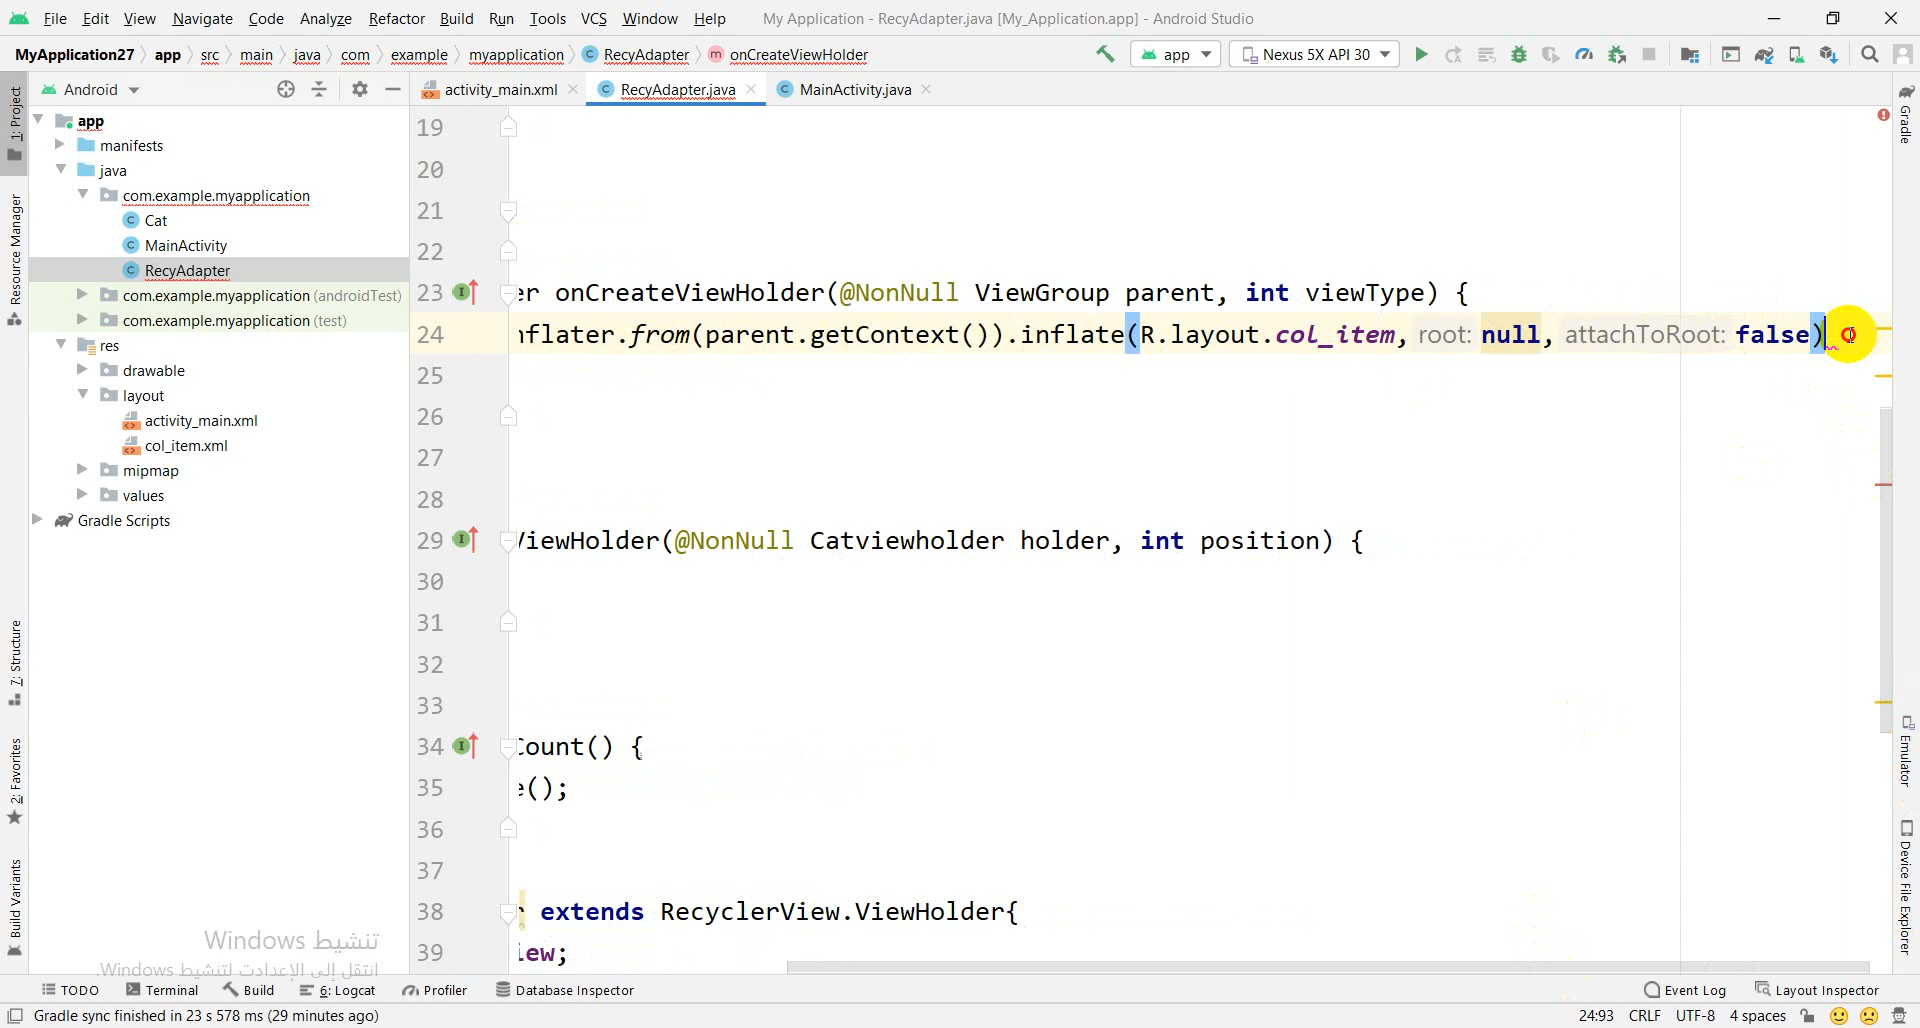 File Edit View Navigate Code Analyze Refactor Build Run Tools VCS Window Help My Application - RecyAdapter.java [My_Application.app] - Android Studio
MyApplication27 app src main java com example myapplication RecyAdapter onCreateViewHolder app Nexus 5X API 30
Android activity_main.xml RecyAdapter.java MainActivity.java
1: Project
Resource Manager
7: Structure
2: Favorites
Build Variants
app
manifests
java
com.example.myapplication
Cat
MainActivity
RecyAdapter
com.example.myapplication (androidTest)
com.example.myapplication (test)
res
drawable
layout
activity_main.xml
col_item.xml
mipmap
values
Gradle Scripts
19
20
21
22
23 er onCreateViewHolder(@NonNull ViewGroup parent, int viewType) {
24 nflater.from(parent.getContext()).inflate(R.layout.col_item, root: null, attachToRoot: false)
25
26
27
28
29 ViewHolder(@NonNull Catviewholder holder, int position) {
30
31
32
33
34 Count() {
35 e();
36
37
38 r extends RecyclerView.ViewHolder{
39 iew;
Gradle
Emulator
Device File Explorer
تنشيط Windows
انتقل إلى الإعدادت لتنشيط Windows.
TODO Terminal Build 6: Logcat Profiler Database Inspector Event Log Layout Inspector
Gradle sync finished in 23 s 578 ms (29 minutes ago) 24:93 CRLF UTF-8 4 spaces